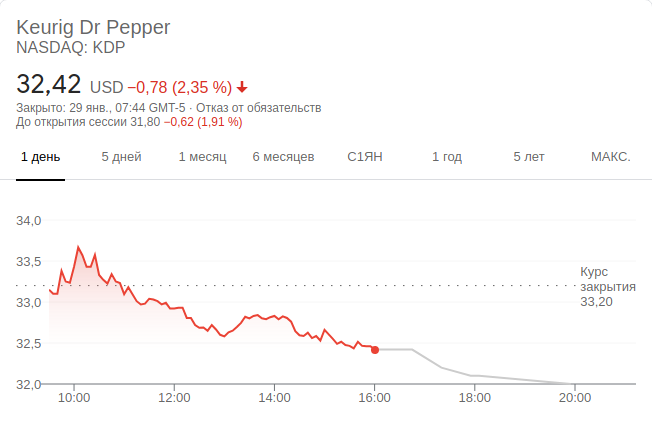 Keurig Dr Pepper
NASDAQ: KDP
32,42 USD −0,78 (2,35 %)
Закрыто: 29 янв., 07:44 GMT-5 · Отказ от обязательств
До открытия сессии 31,80 −0,62 (1,91 %)
1 день 5 дней 1 месяц 6 месяцев С1ЯН 1 год 5 лет МАКС.
34,0
33,5
Курс
закрытия
33,20
33,0
32,5
32,0
10:00 12:00 14:00 16:00 18:00 20:00